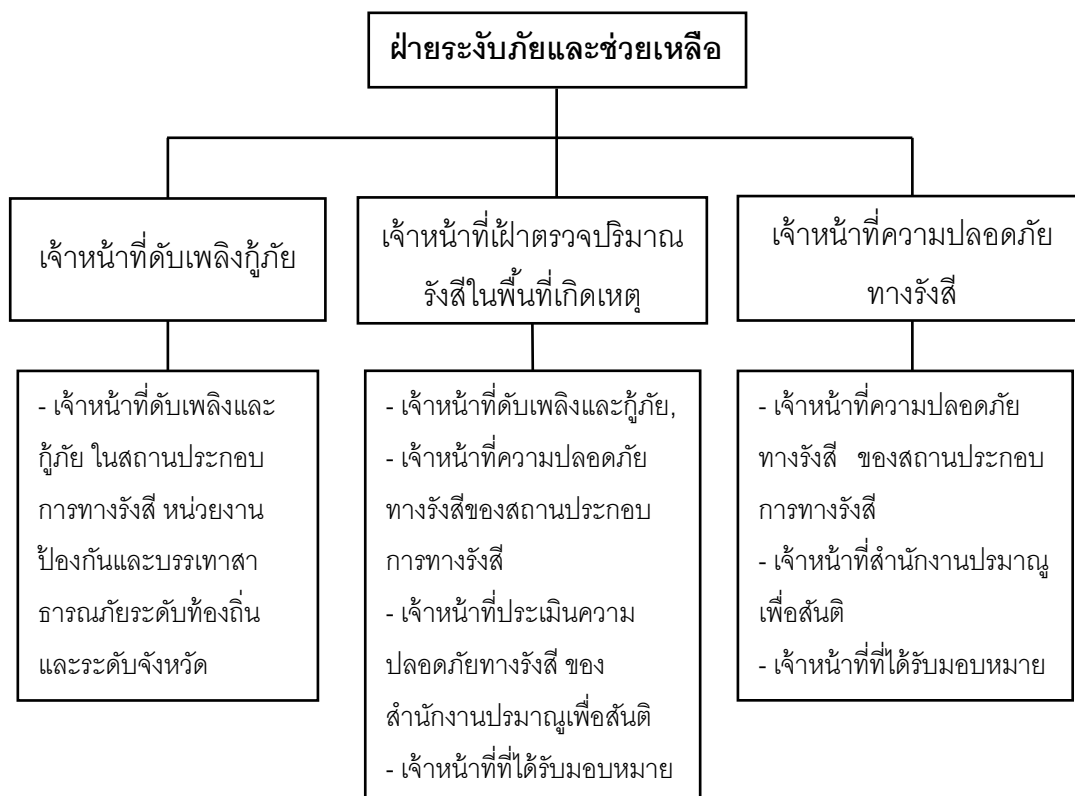 ฝ่ายระงับภัยและช่วยเหลือ
เจ้าหน้าที่ดับเพลิงกู้ภัย
เจ้าหน้าที่เฝ้าตรวจปริมาณ
รังสีในพื้นที่เกิดเหตุ
เจ้าหน้าที่ความปลอดภัย
ทางรังสี
- เจ้าหน้าที่ดับเพลิงและ
กู้ภัย ในสถานประกอบ
การทางรังสี หน่วยงาน
ป้องกันและบรรเทาสา
ธารณภัยระดับท้องถิ่น
และระดับจังหวัด
- เจ้าหน้าที่ดับเพลิงและกู้ภัย,
- เจ้าหน้าที่ความปลอดภัย
ทางรังสีของสถานประกอบ
การทางรังสี
- เจ้าหน้าที่ประเมินความ
ปลอดภัยทางรังสี ของ
สำนักงานปรมาณูเพื่อสันติ
- เจ้าหน้าที่ที่ได้รับมอบหมาย
- เจ้าหน้าที่ความปลอดภัย
ทางรังสี ของสถานประกอบ
การทางรังสี
- เจ้าหน้าที่สำนักงานปรมาณู
เพื่อสันติ
- เจ้าหน้าที่ที่ได้รับมอบหมาย